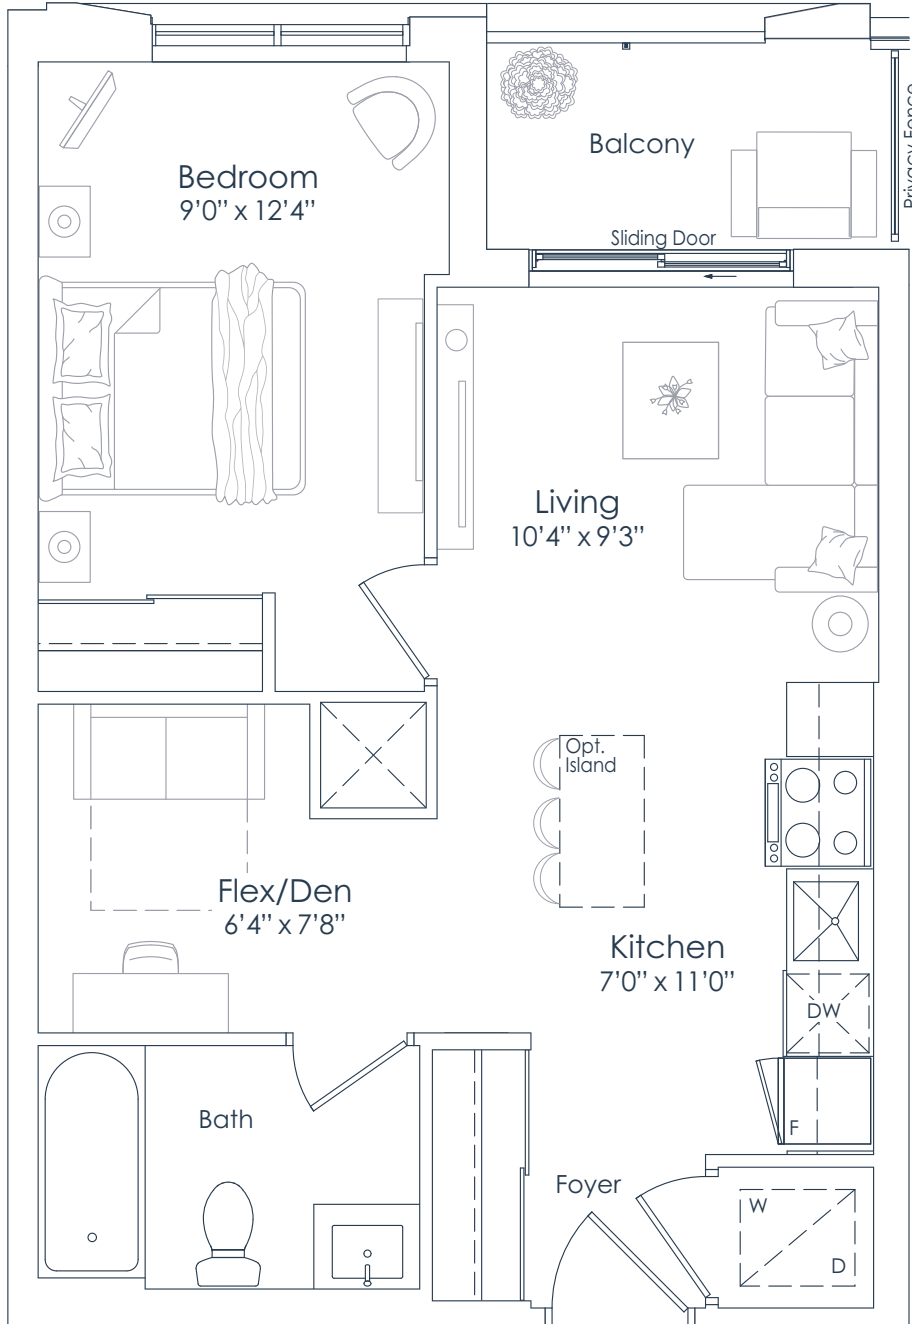 Balcony
Privacy Fence
Bedroom
9’0” x 12’4”
Sliding Door
Living
10’4” x 9’3”
Opt.
Island
Flex/Den
6’4” x 7’8”
Kitchen
7’0” x 11’0”
DW
Bath
F
Foyer
W
D